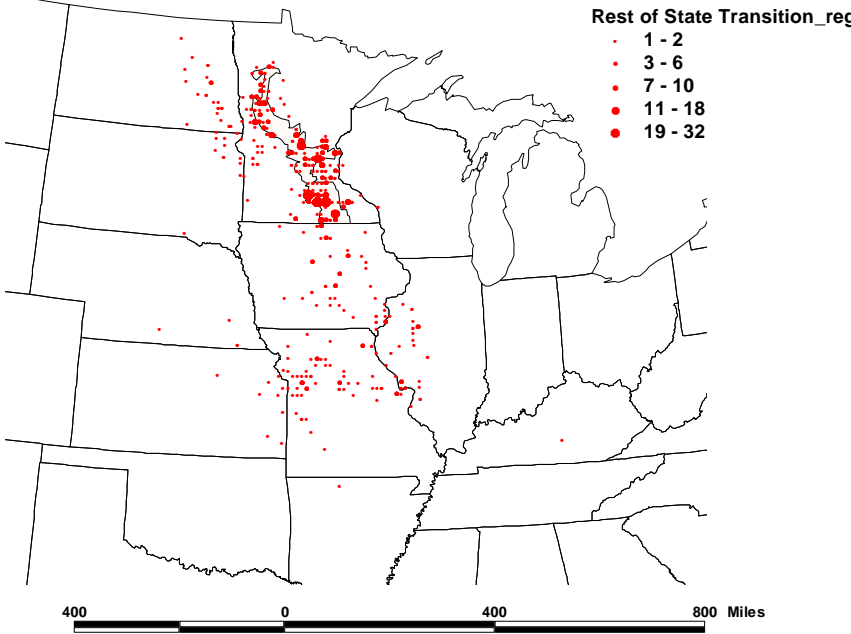 Rest of State Transition_reg
1 - 2
3 - 6
7 - 10
11 - 18
19 - 32
400 0 400 800 Miles